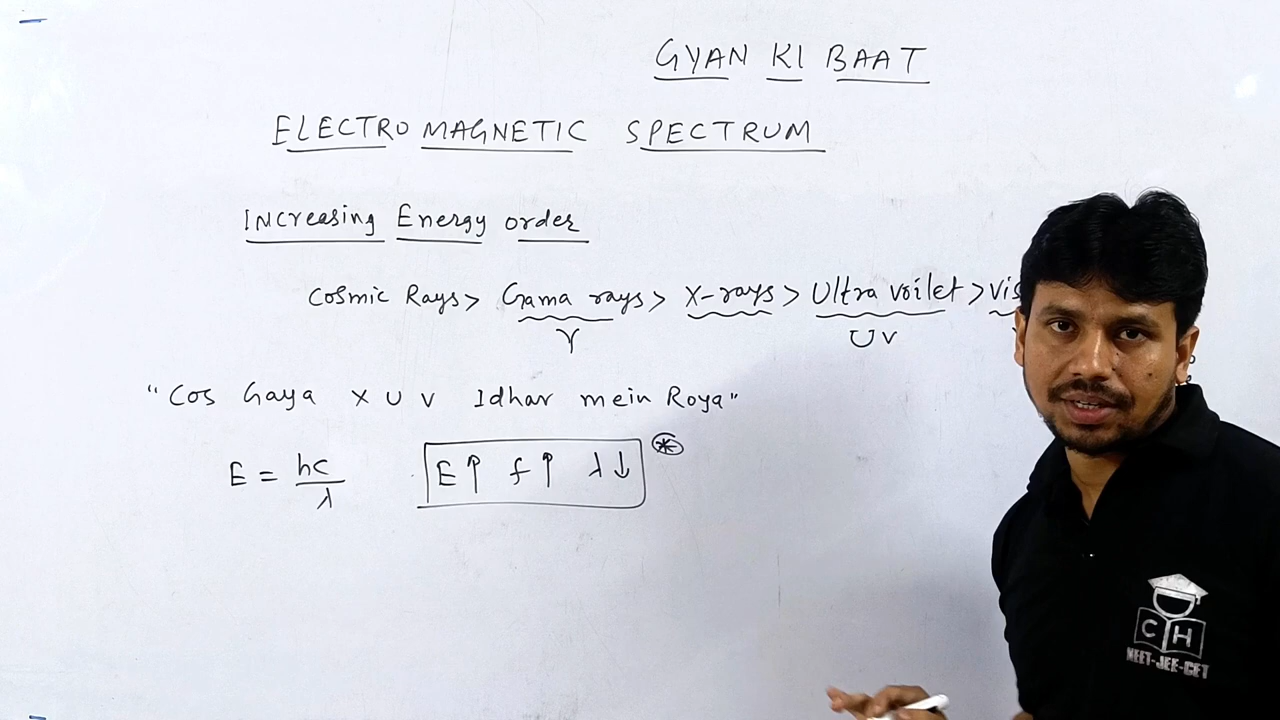 GYAN KI BAAT
ELECTROMAGNETIC SPECTRUM
INCreasing Energy order
Cosmic Rays > Gama rays > X-rays > Ultra voilet > Vis
γ UV
"Cos Gaya X U V Idhar mein Roya"
E = hc/λ E↑ f↑ λ↓ *
CH
NEET-JEE-CET